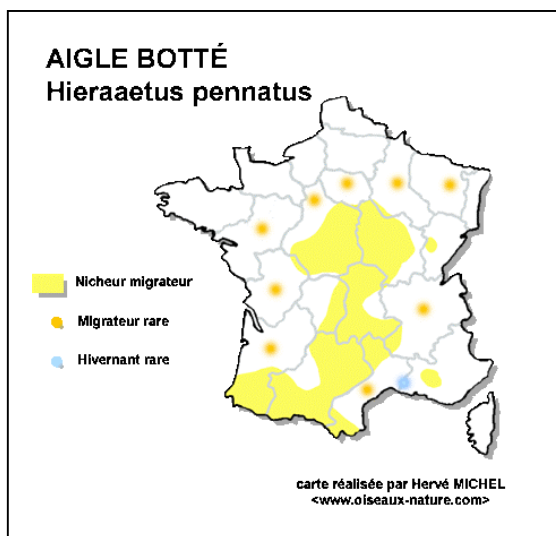 AIGLE BOTTÉ
Hieraaetus pennatus
Nicheur migrateur
Migrateur rare
Hivernant rare
carte réalisée par Hervé MICHEL
<www.oiseaux-nature.com>